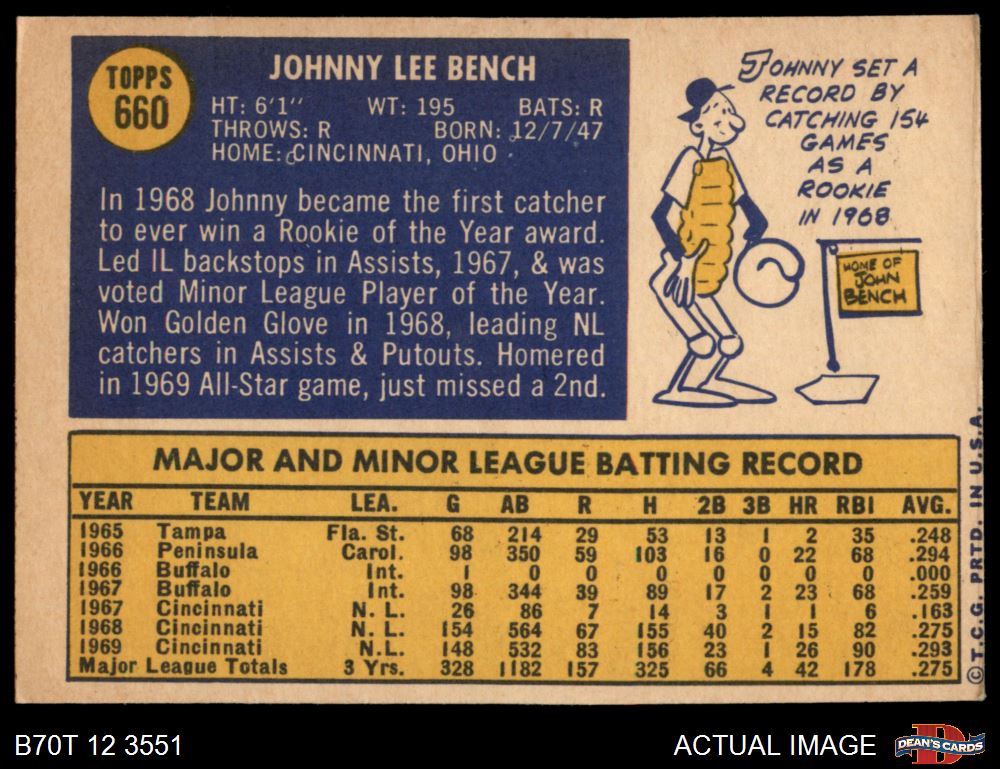 TOPPS
660
JOHNNY LEE BENCH
HT: 6'1" WT: 195 BATS: R
THROWS: R BORN: 12/7/47
HOME: CINCINNATI, OHIO
In 1968 Johnny became the first catcher
to ever win a Rookie of the Year award.
Led IL backstops in Assists, 1967, & was
voted Minor League Player of the Year.
Won Golden Glove in 1968, leading NL
catchers in Assists & Putouts. Homered
in 1969 All-Star game, just missed a 2nd.
JOHNNY SET A
RECORD BY
CATCHING 154
GAMES
AS A
ROOKIE
IN 1968
HOME OF
JOHN
BENCH
MAJOR AND MINOR LEAGUE BATTING RECORD
YEAR TEAM LEA. G AB R H 2B 3B HR RBI AVG.
1965 Tampa Fla. St. 68 214 29 53 13 1 2 35 .248
1966 Peninsula Carol. 98 350 59 103 16 0 22 68 .294
1966 Buffalo Int. 1 0 0 0 0 0 0 0 .000
1967 Buffalo Int. 98 344 39 89 17 2 23 68 .259
1967 Cincinnati N. L. 26 86 7 14 3 1 1 6 .163
1968 Cincinnati N. L. 154 564 67 155 40 2 15 82 .275
1969 Cincinnati N. L. 148 532 83 156 23 1 26 90 .293
Major League Totals 3 Yrs. 328 1182 157 325 66 4 42 178 .275
© T.C.G. PRTD. IN U.S.A.
B70T 12 3551
ACTUAL IMAGE
D
DEAN'S CARDS